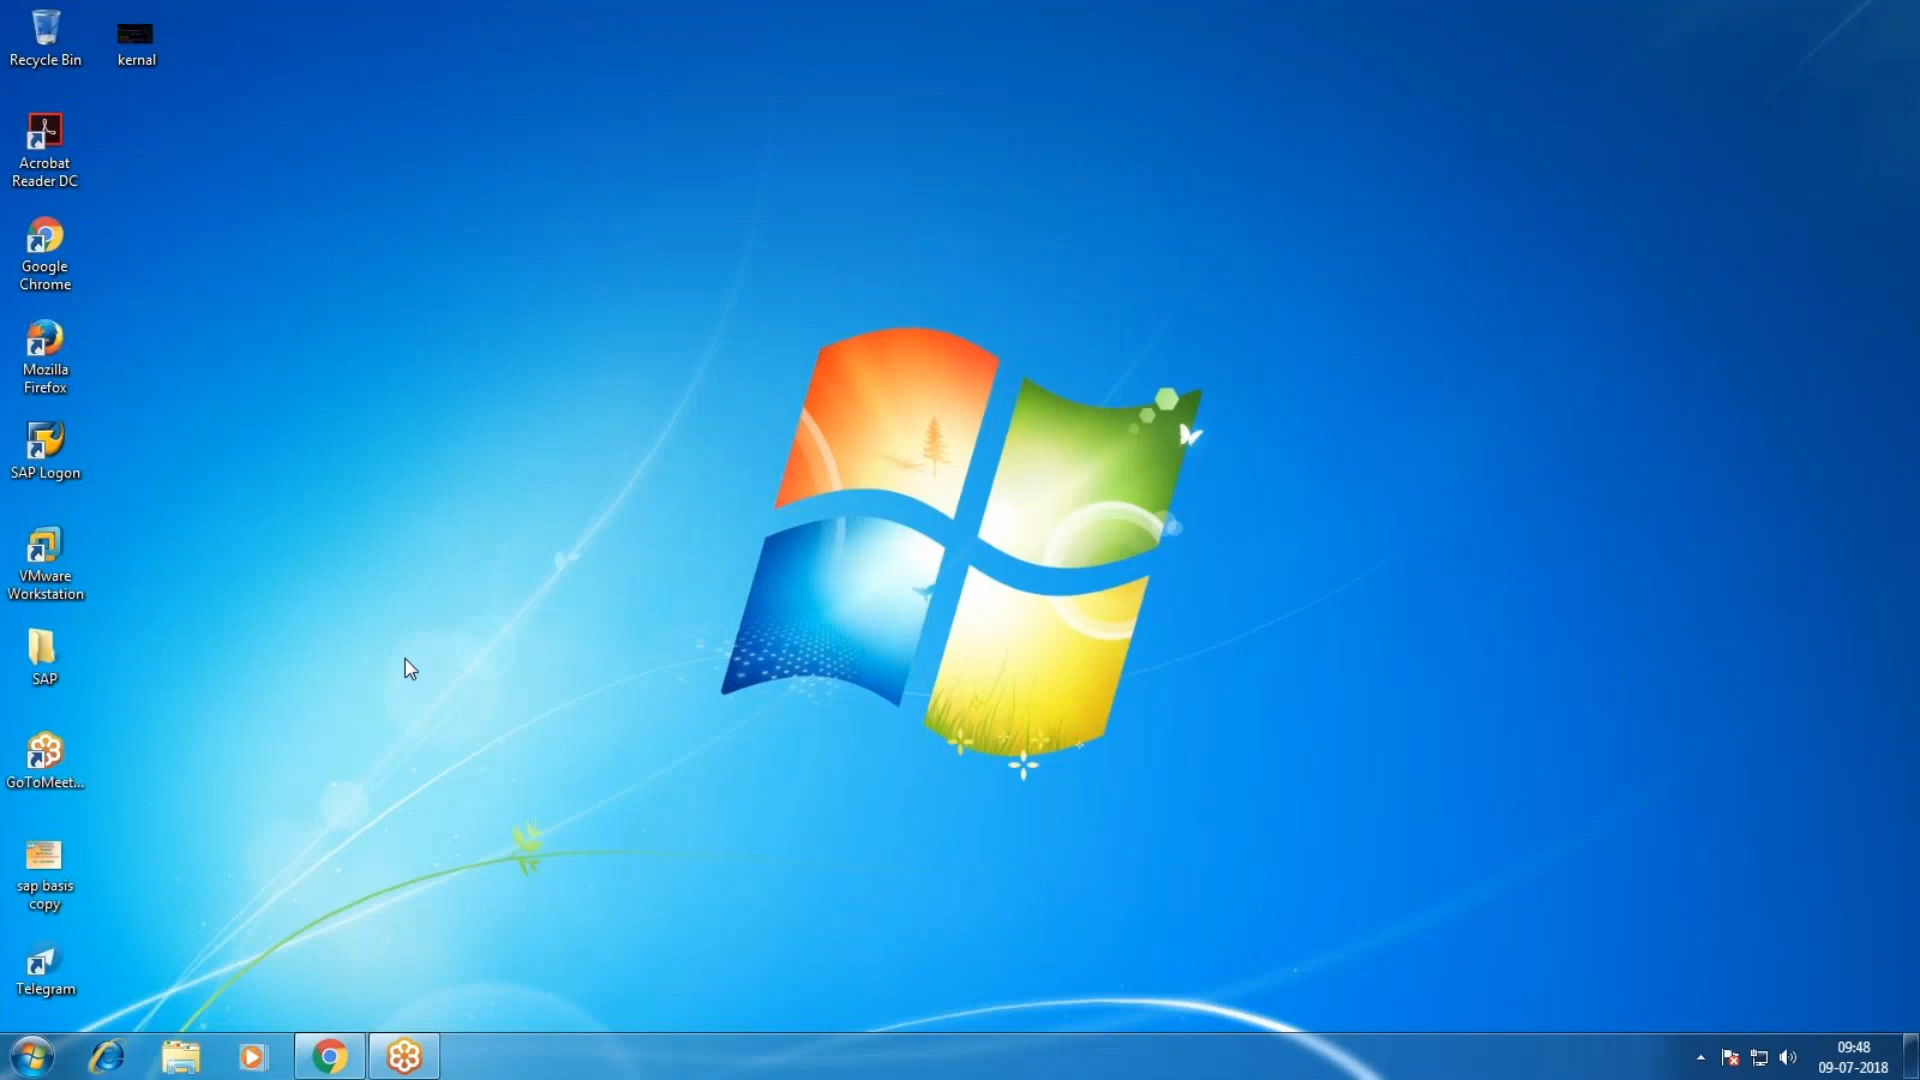 Recycle Bin
kernal
Acrobat
Reader DC
Google
Chrome
Mozilla
Firefox
SAP Logon
VMware
Workstation
SAP
GoToMeet...
sap basis
copy
Telegram
09:48
09-07-2018